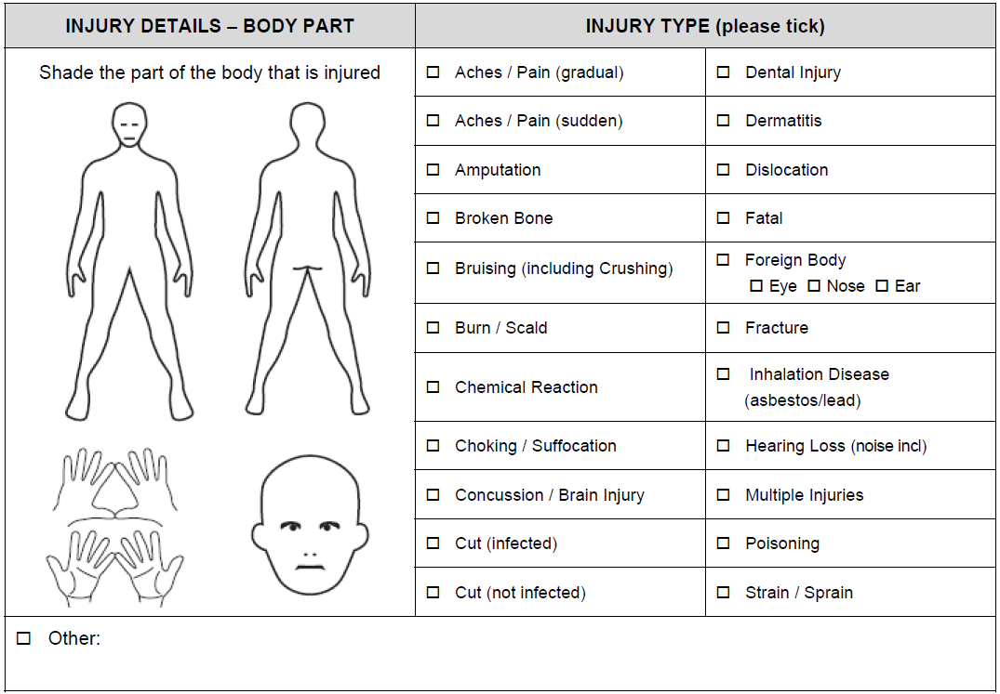 INJURY DETAILS – BODY PART
INJURY TYPE (please tick)
Shade the part of the body that is injured
Aches / Pain (gradual)
Dental Injury
Aches / Pain (sudden)
Dermatitis
Amputation
Dislocation
Broken Bone
Fatal
Bruising (including Crushing)
Foreign Body
Eye Nose Ear
Burn / Scald
Fracture
Chemical Reaction
Inhalation Disease
(asbestos/lead)
Choking / Suffocation
Hearing Loss (noise incl)
Concussion / Brain Injury
Multiple Injuries
Cut (infected)
Poisoning
Cut (not infected)
Strain / Sprain
Other: